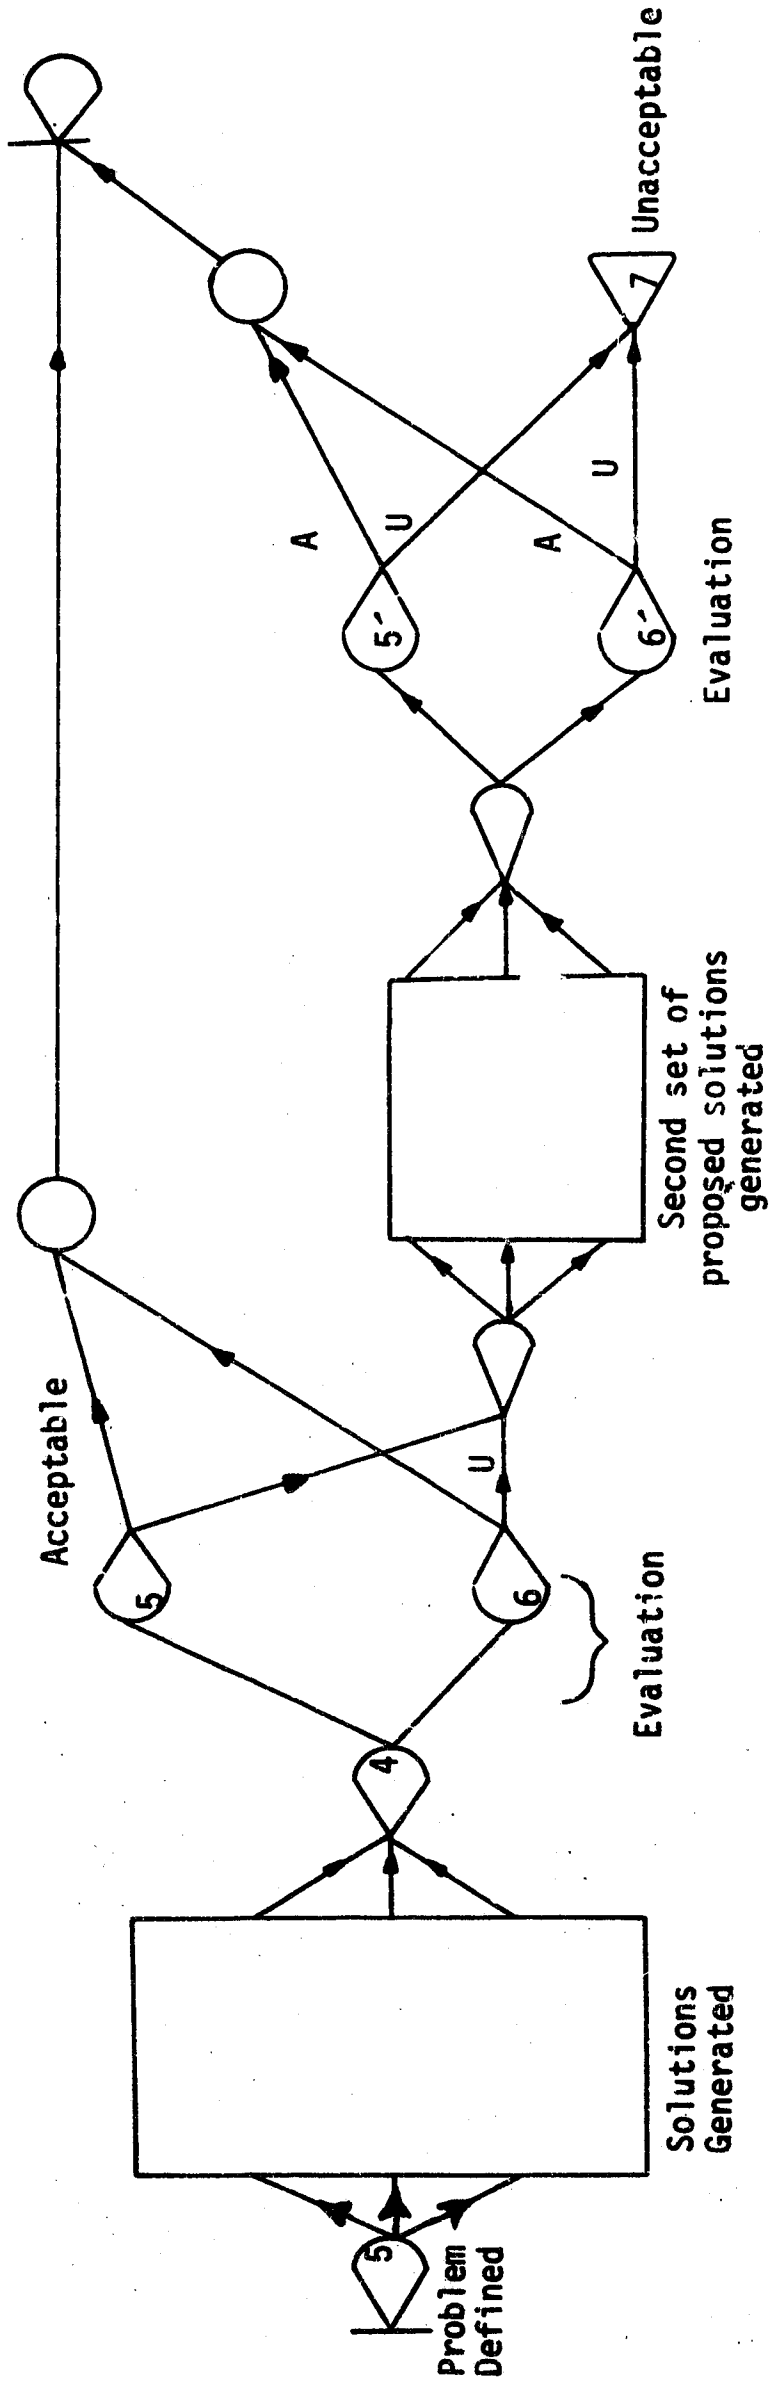 5
Problem
Defined
Solutions
Generated
4
5
6
Evaluation
Acceptable
U
Second set of
proposed solutions
generated
5´
6´
Evaluation
A
U
A
U
7
Unacceptable